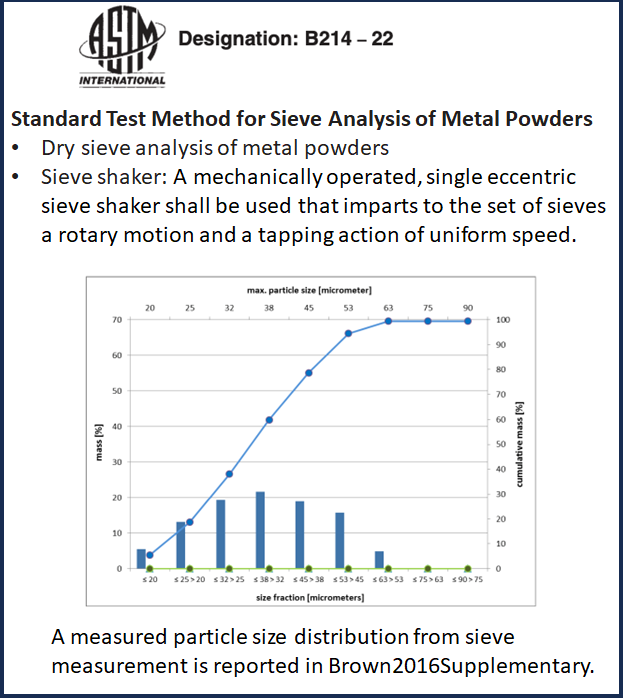 ASTM
INTERNATIONAL
Designation: B214 – 22
Standard Test Method for Sieve Analysis of Metal Powders
• Dry sieve analysis of metal powders
• Sieve shaker: A mechanically operated, single eccentric
sieve shaker shall be used that imparts to the set of sieves
a rotary motion and a tapping action of uniform speed.
max. particle size [micrometer]
20 25 32 38 45 53 63 75 90
70
60
50
40
30
20
10
0
mass [%]
100
90
80
70
60
50
40
30
20
10
0
cumulative mass [%]
≤ 20 ≤ 25 > 20 ≤ 32 > 25 ≤ 38 > 32 ≤ 45 > 38 ≤ 53 > 45 ≤ 63 > 53 ≤ 75 > 63 ≤ 90 > 75
size fraction [micrometers]
A measured particle size distribution from sieve
measurement is reported in Brown2016Supplementary.